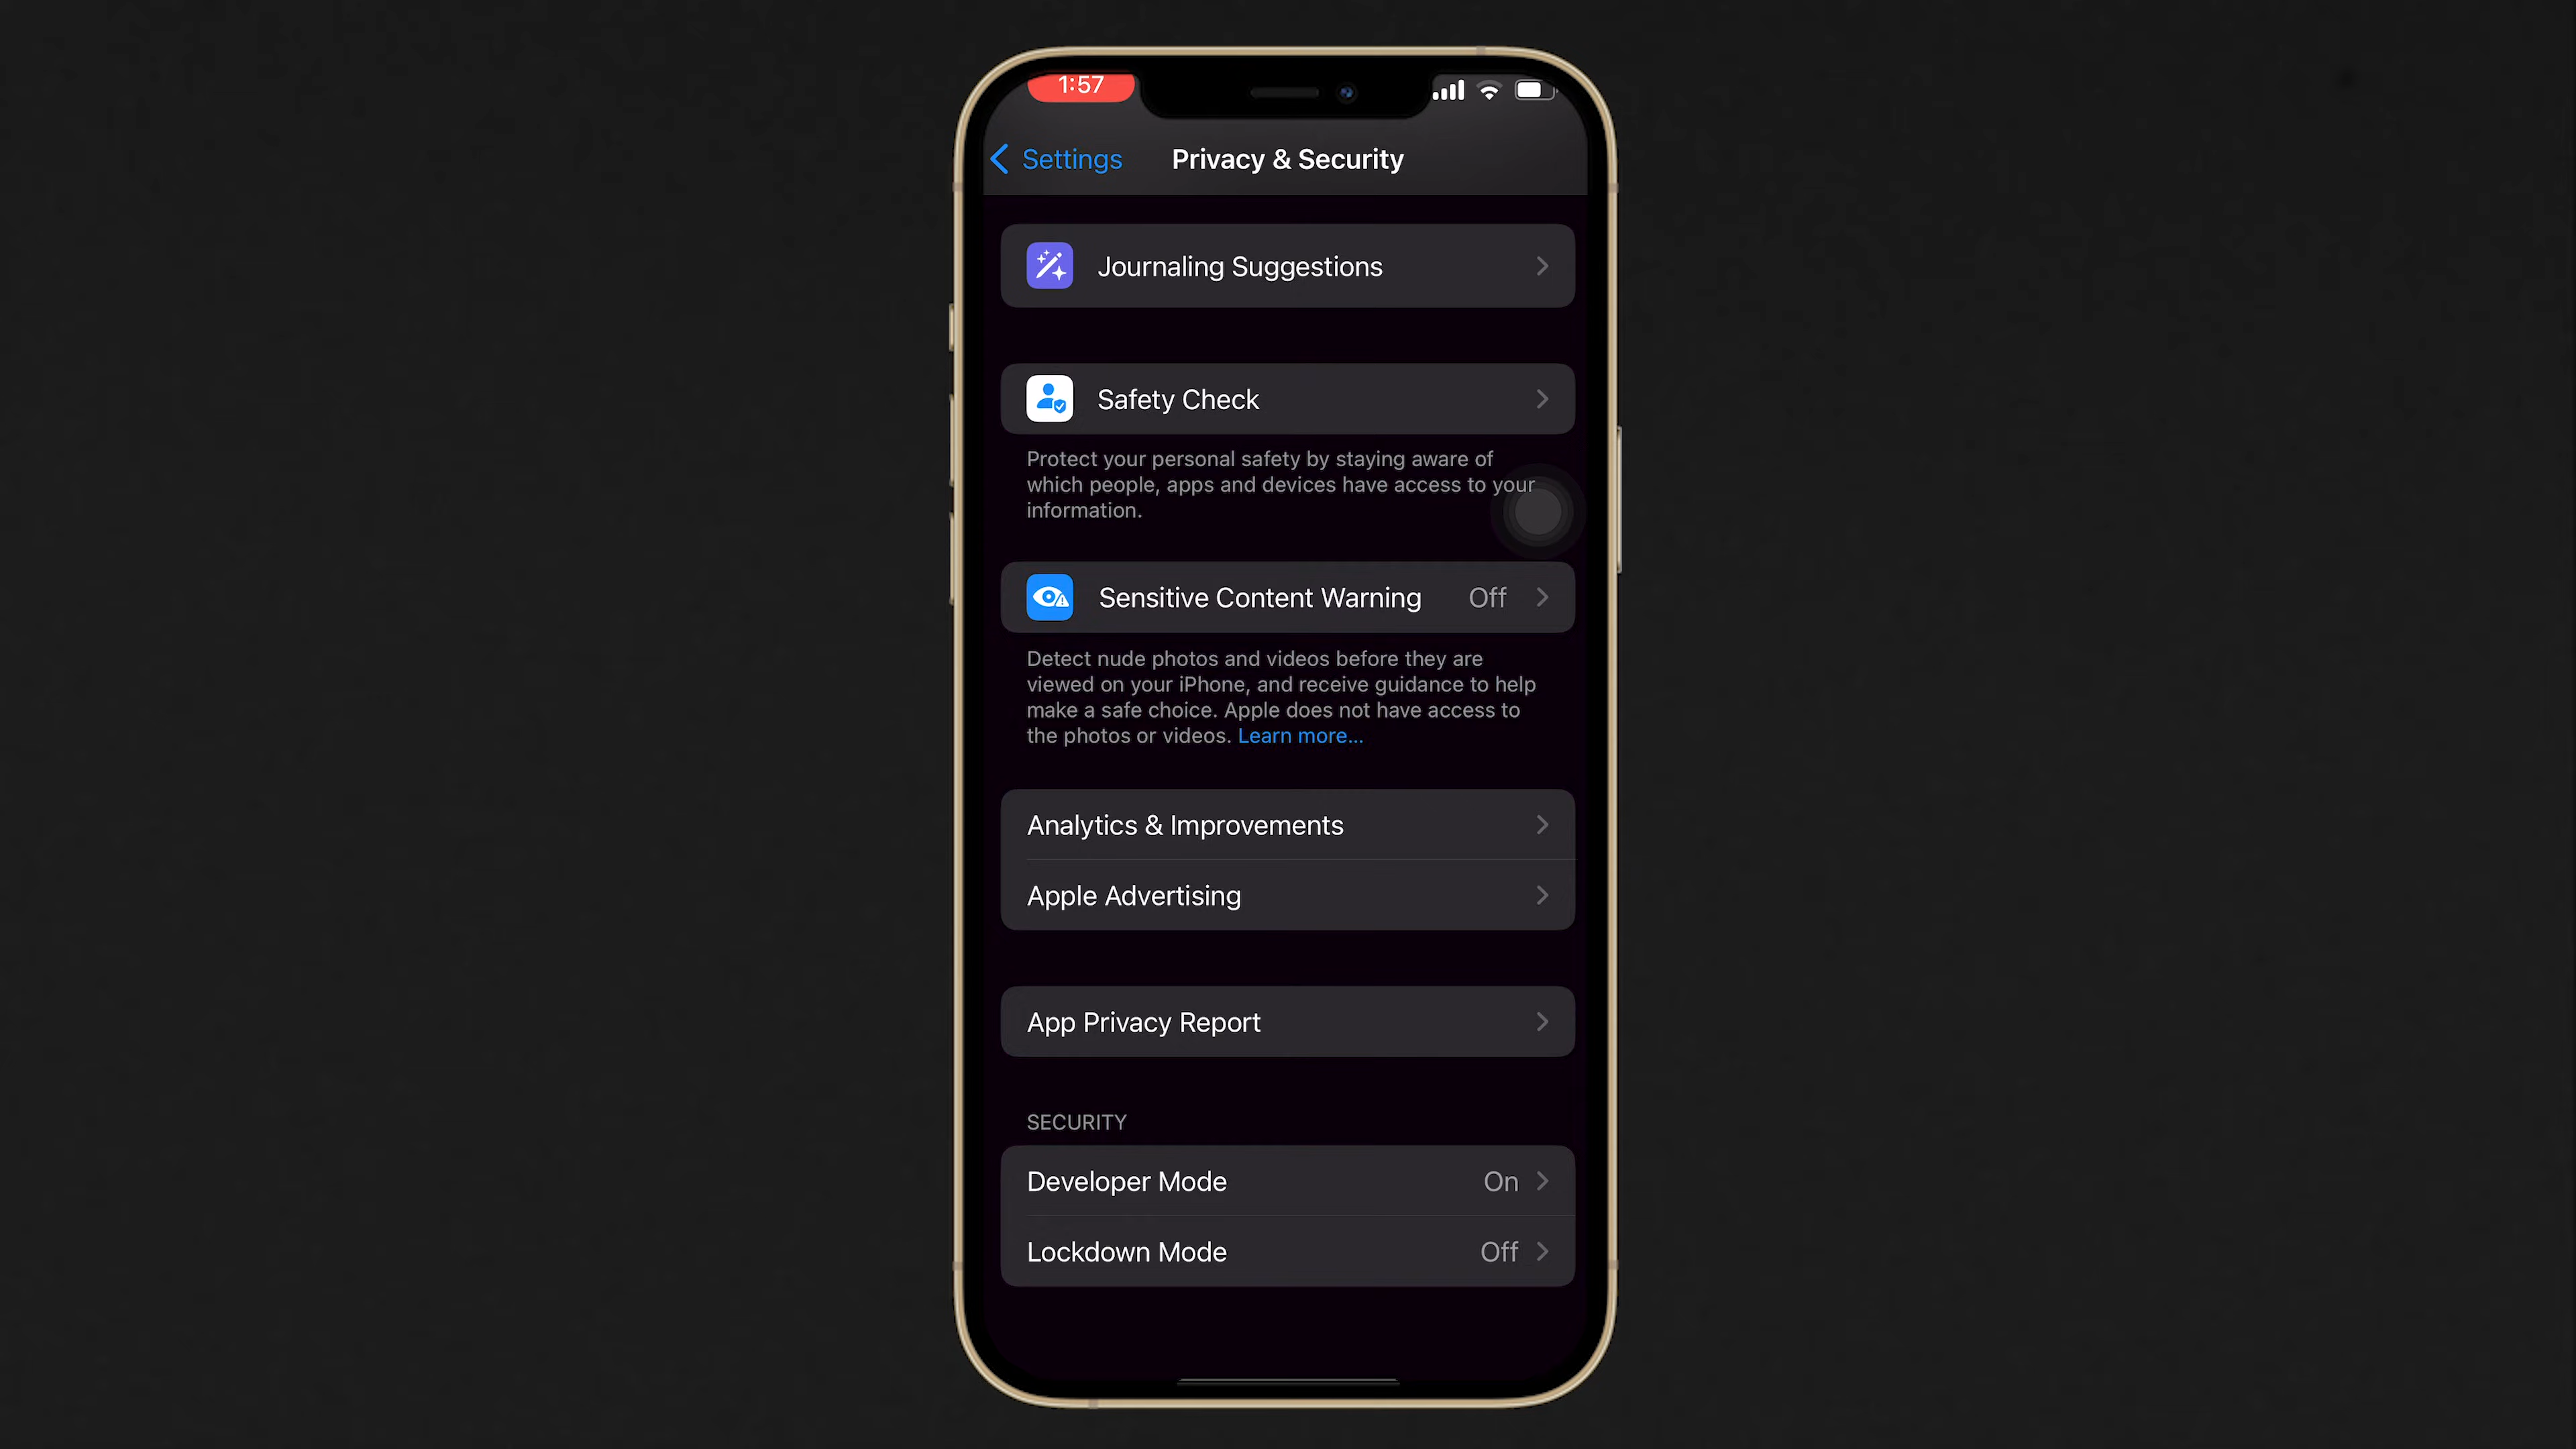 1:57
Settings
Privacy & Security
Journaling Suggestions
Safety Check
Protect your personal safety by staying aware of
which people, apps and devices have access to your
information.
Sensitive Content Warning Off
Detect nude photos and videos before they are
viewed on your iPhone, and receive guidance to help
make a safe choice. Apple does not have access to
the photos or videos. Learn more...
Analytics & Improvements
Apple Advertising
App Privacy Report
SECURITY
Developer Mode On
Lockdown Mode Off